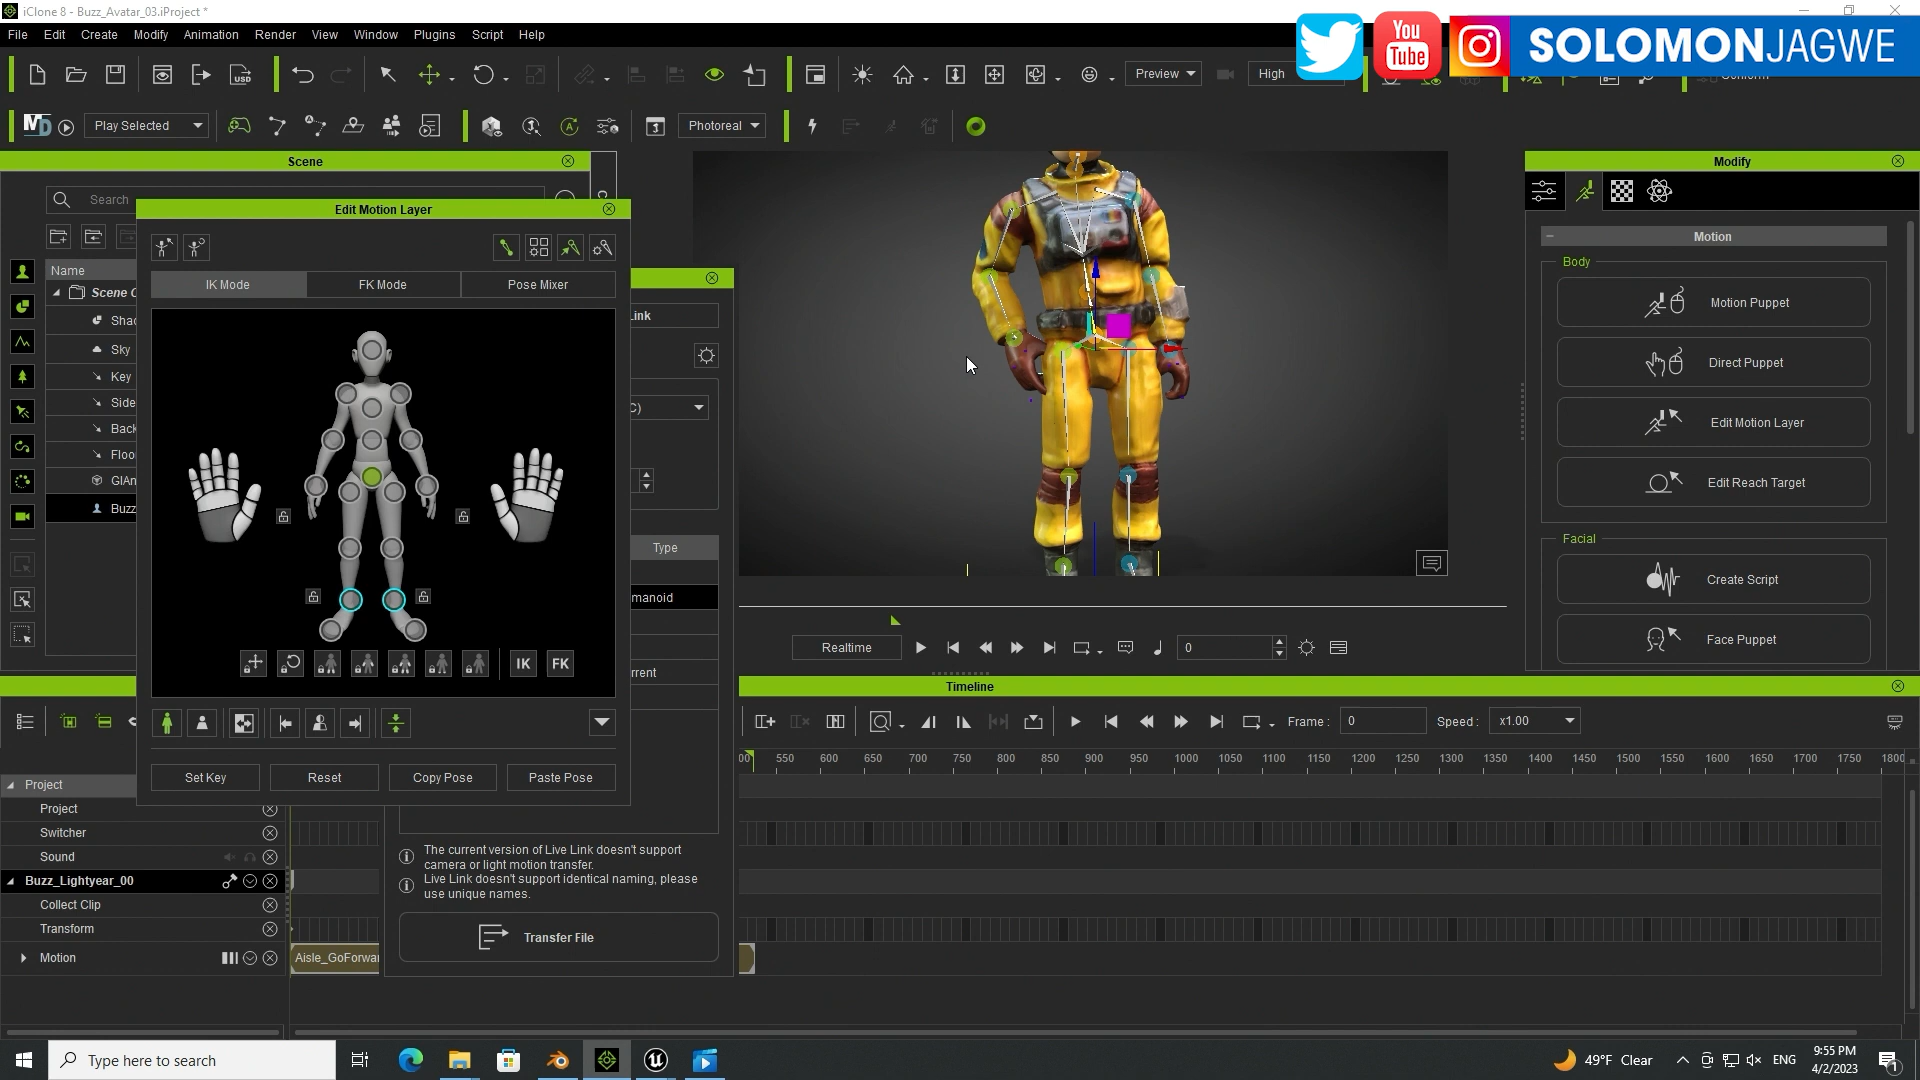 iClone 8 - Buzz_Avatar_03.iProject *
File Edit Create Modify Animation Render View Window Plugins Script Help
You Tube
SOLOMONJAGWE
USD
Preview
High
MD
Play Selected
Photoreal
Scene
Modify
Search
Edit Motion Layer
Motion
IK Mode FK Mode Pose Mixer
Name
Body
Scene
Motion Puppet
Direct Puppet
Sky
Key
Side
Back
Edit Motion Layer
Edit Reach Target
Buzz
Type
Facial
Create Script
Face Puppet
IK FK
Realtime
0
Timeline
Frame : 0 Speed : x1.00
550 600 650 700 750 800 850 900 950 1000 1050 1100 1150 1200 1250 1300 1350 1400 1450 1500 1550 1600 1650 1700 1750 1800
Set Key Reset Copy Pose Paste Pose
Project
Project
Switcher
Sound
Buzz_Lightyear_00
Collect Clip
Transform
Motion
Aisle_GoForwar
The current version of Live Link doesn't support
camera or light motion transfer.
Live Link doesn't support identical naming, please
use unique names.
Transfer File
Type here to search
49°F Clear
ENG
9:55 PM
4/2/2023
1